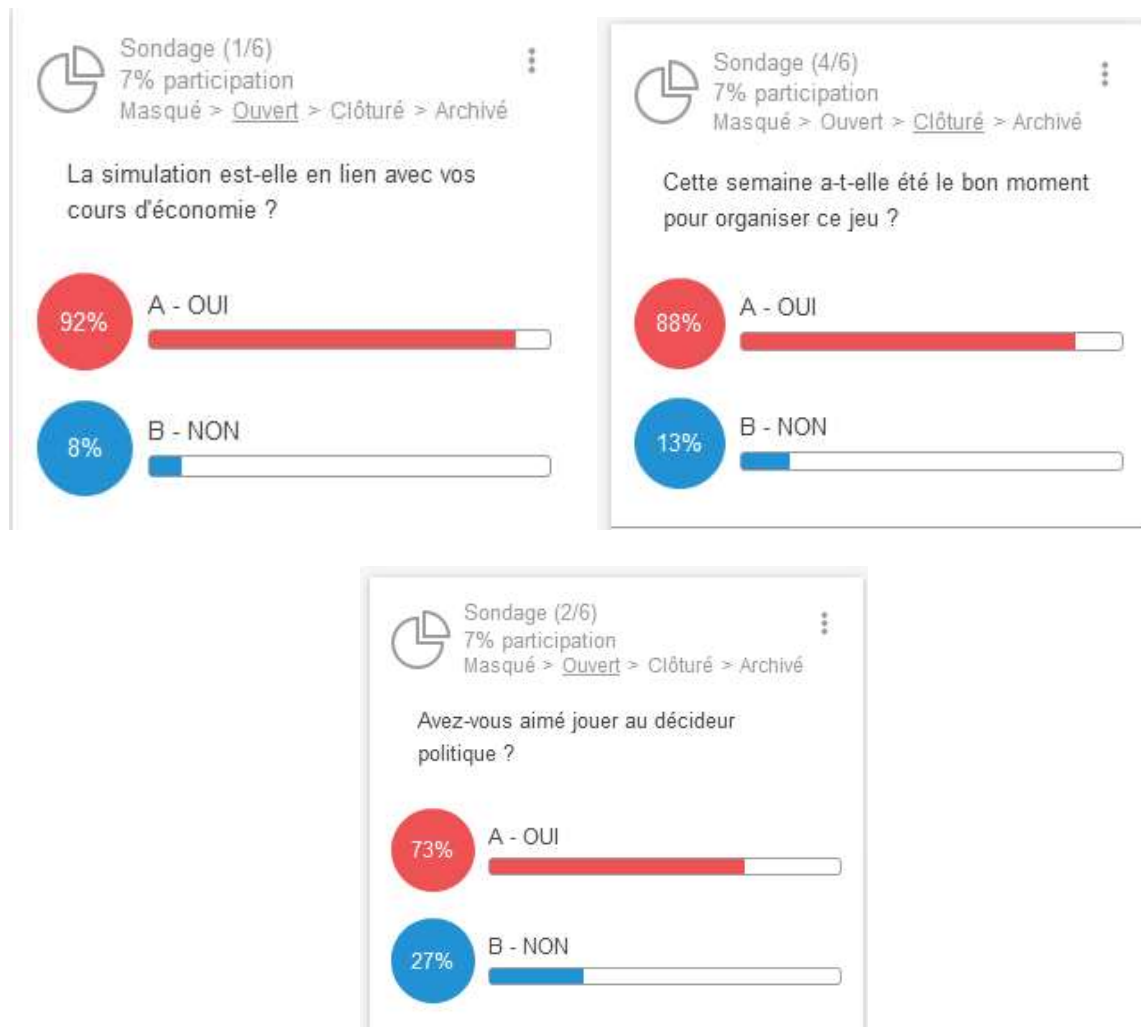 Sondage (1/6)
7% participation
Masqué > Ouvert > Clôturé > Archivé
La simulation est-elle en lien avec vos
cours d'économie ?
92%
A - OUI
8%
B - NON
Sondage (4/6)
7% participation
Masqué > Ouvert > Clôturé > Archivé
Cette semaine a-t-elle été le bon moment
pour organiser ce jeu ?
88%
A - OUI
13%
B - NON
Sondage (2/6)
7% participation
Masqué > Ouvert > Clôturé > Archivé
Avez-vous aimé jouer au décideur
politique ?
73%
A - OUI
27%
B - NON